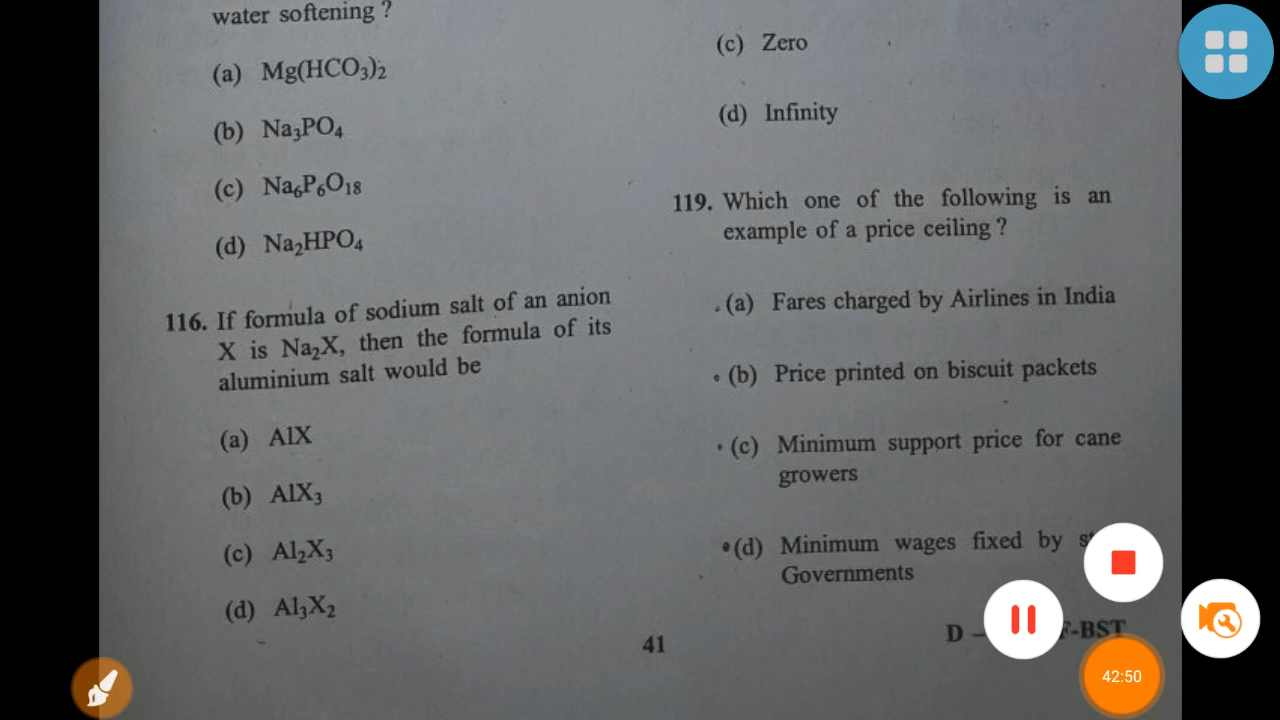 water softening ?
(a) Mg(HCO₃)₂
(b) Na₃PO₄
(c) Na₆P₆O₁₈
(d) Na₂HPO₄
116. If formula of sodium salt of an anion
X is Na₂X, then the formula of its
aluminium salt would be
(a) AlX
(b) AlX₃
(c) Al₂X₃
(d) Al₃X₂
(c) Zero
(d) Infinity
119. Which one of the following is an
example of a price ceiling ?
(a) Fares charged by Airlines in India
(b) Price printed on biscuit packets
(c) Minimum support price for cane
growers
(d) Minimum wages fixed by
Governments
41
D – F-BST
42:50